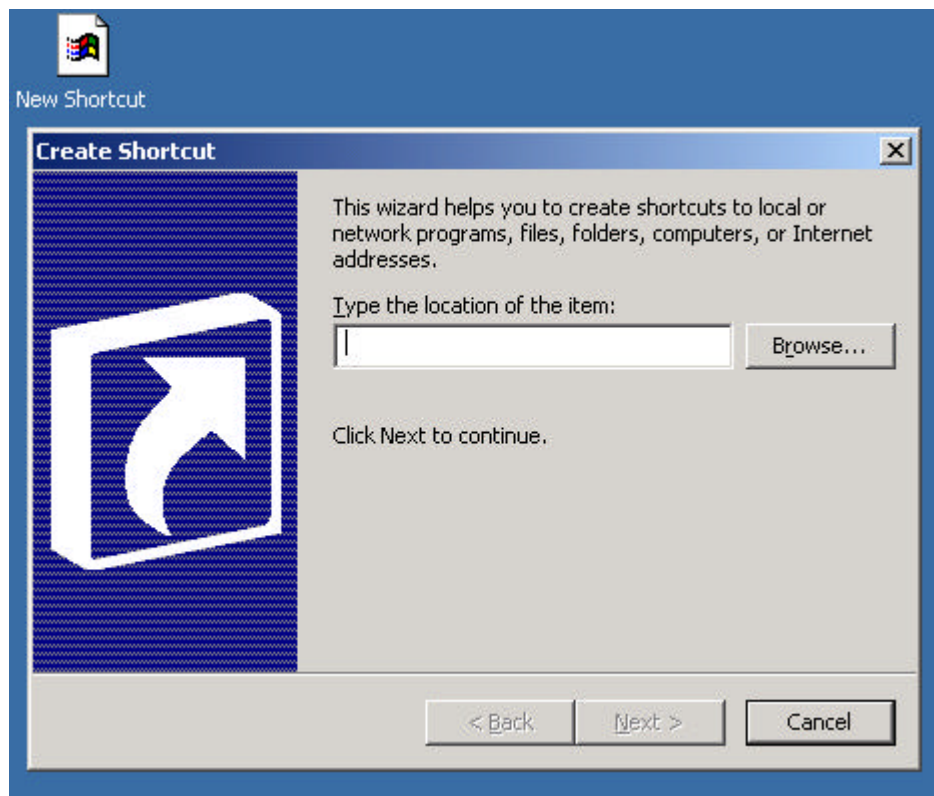 New Shortcut
Create Shortcut
This wizard helps you to create shortcuts to local or
network programs, files, folders, computers, or Internet
addresses.
Type the location of the item:
Browse...
Click Next to continue.
< Back
Next >
Cancel